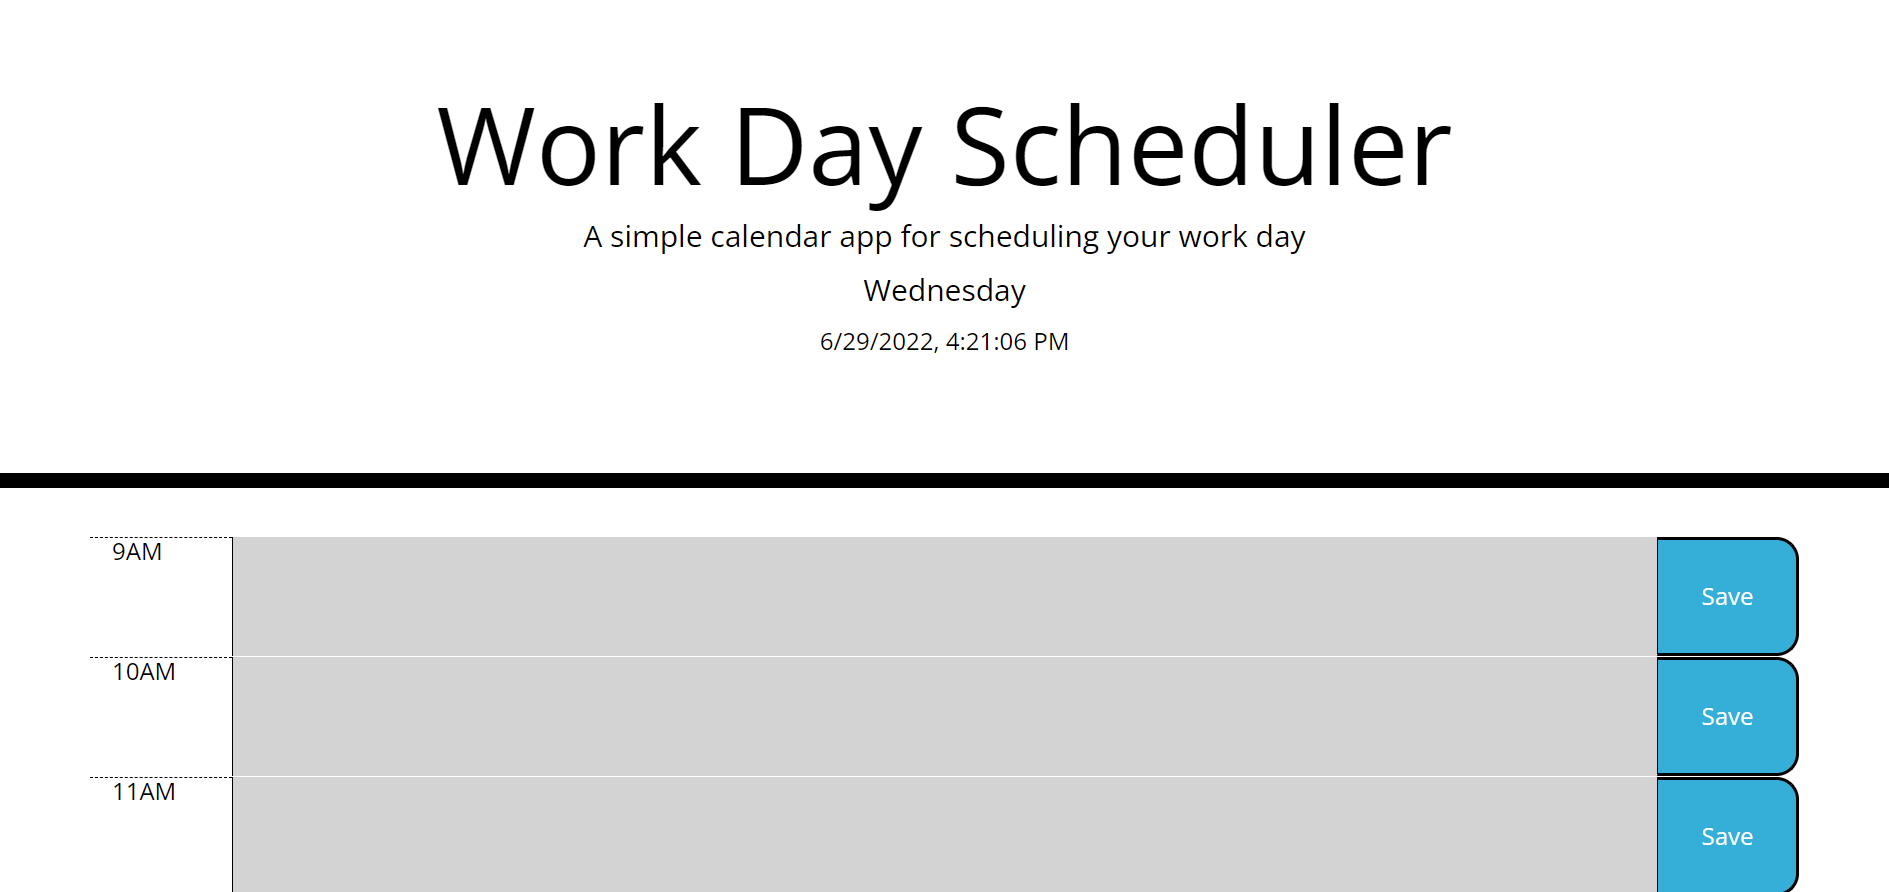 Work Day Scheduler
A simple calendar app for scheduling your work day
Wednesday
6/29/2022, 4:21:06 PM
9AM
Save
10AM
Save
11AM
Save